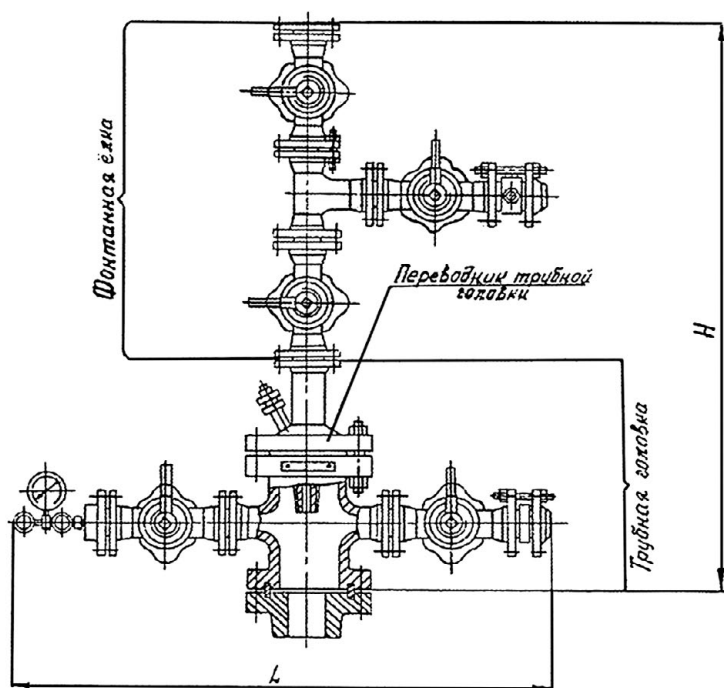 Фонтанная ёлка
Переводник трубной
головки
H
Трубная головка
L